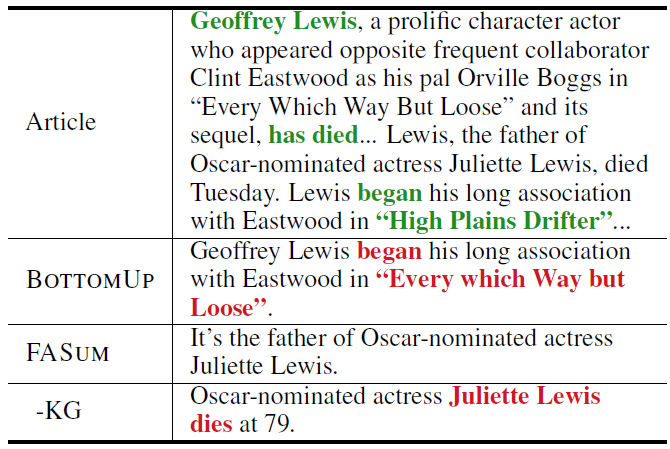 Article
Geoffrey Lewis, a prolific character actor
who appeared opposite frequent collaborator
Clint Eastwood as his pal Orville Boggs in
“Every Which Way But Loose” and its
sequel, has died... Lewis, the father of
Oscar-nominated actress Juliette Lewis, died
Tuesday. Lewis began his long association
with Eastwood in “High Plains Drifter”...
BOTTOMUP
Geoffrey Lewis began his long association
with Eastwood in “Every which Way but
Loose”.
FASUM
It’s the father of Oscar-nominated actress
Juliette Lewis.
-KG
Oscar-nominated actress Juliette Lewis
dies at 79.